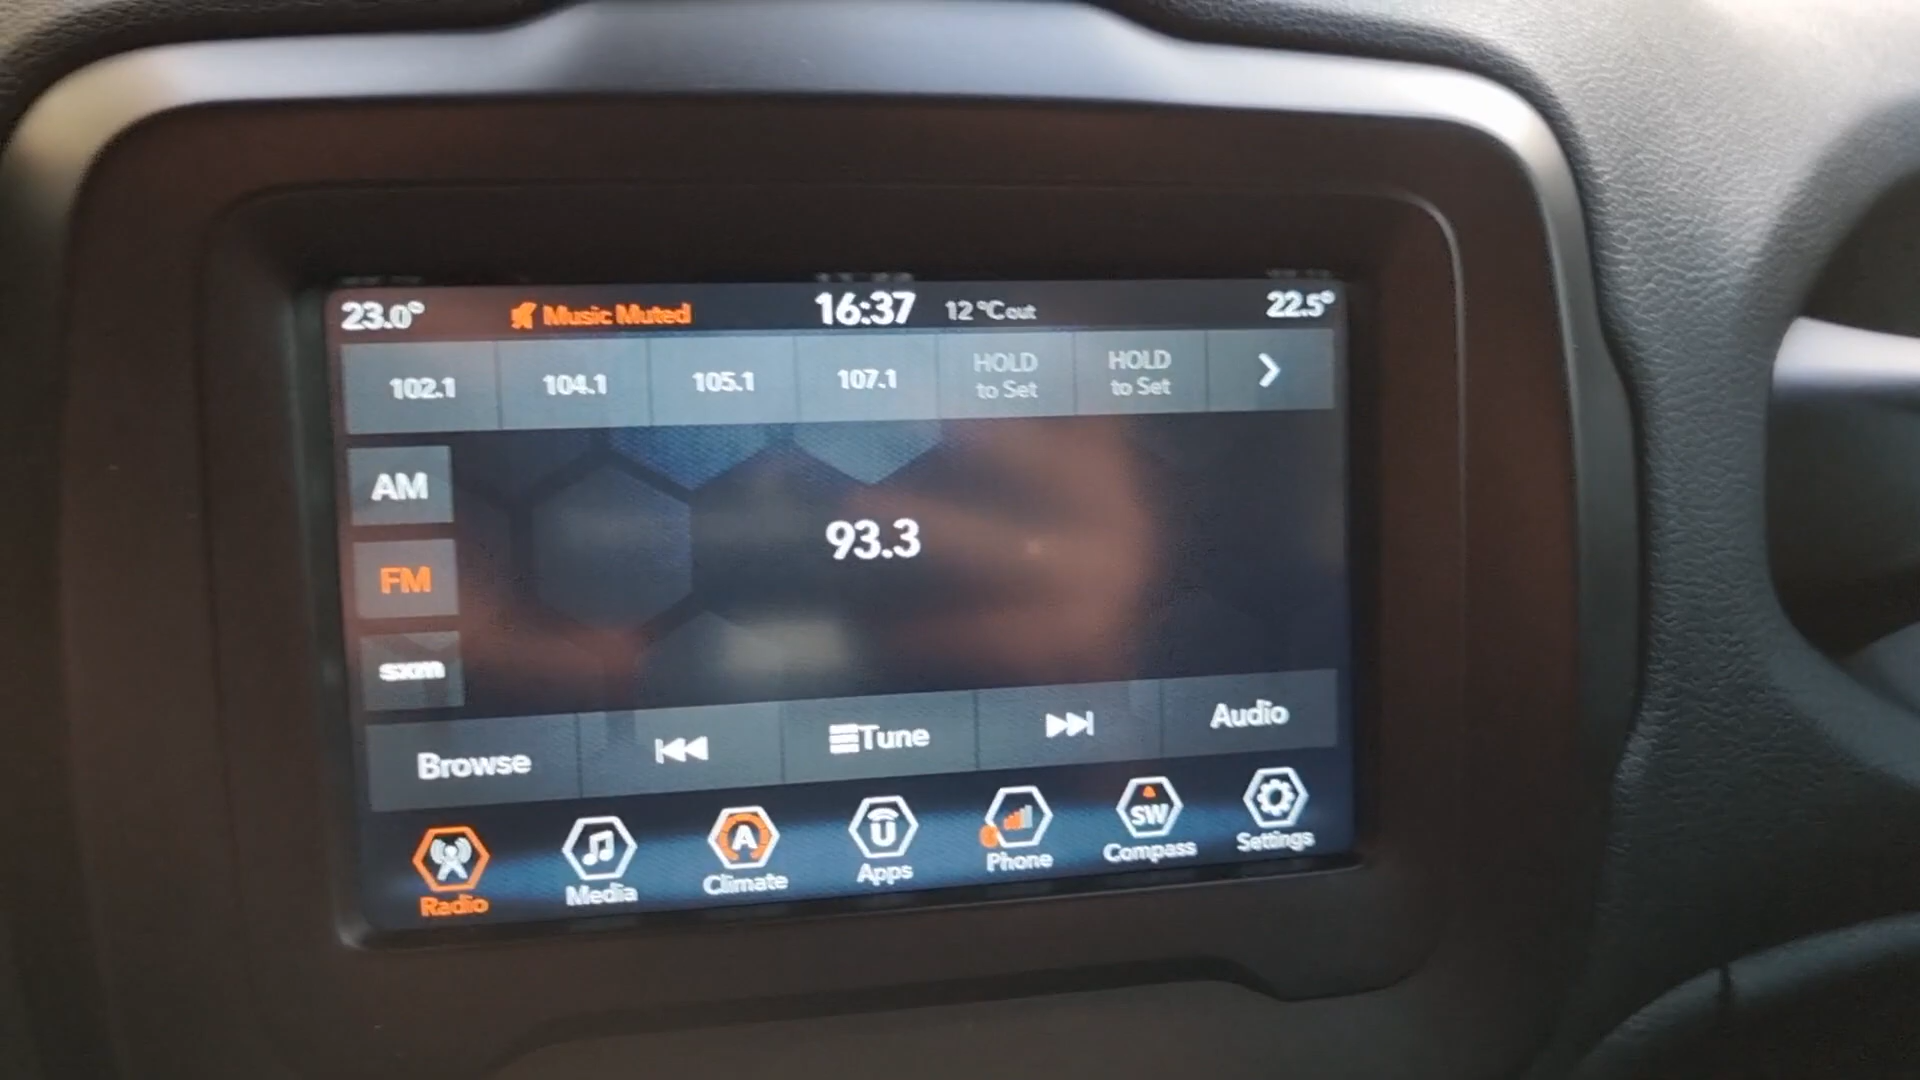 23.0° Music Muted 16:37 12 °C out 22.5°
102.1 104.1 105.1 107.1 HOLD to Set HOLD to Set
AM
93.3
FM
sxm
Browse Tune Audio
A U SW
Radio Media Climate Apps Phone Compass Settings